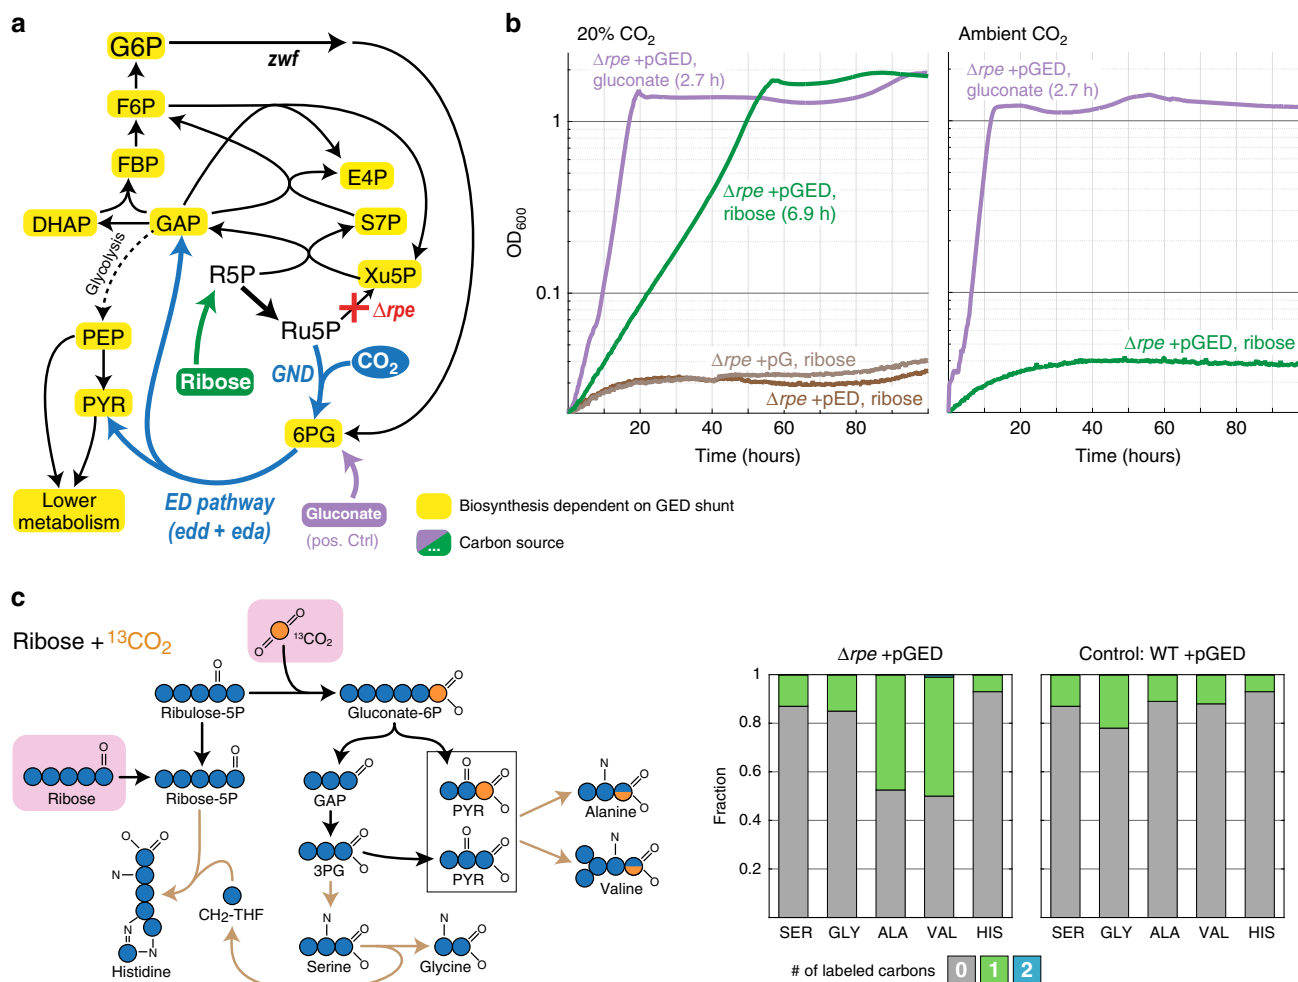 a
G6P
zwf
F6P
FBP
E4P
DHAP
GAP
S7P
Glycolysis
R5P
Xu5P
Δrpe
Ru5P
PEP
Ribose
GND
CO2
PYR
6PG
Lower
metabolism
ED pathway
(edd + eda)
Gluconate
(pos. Ctrl)
Biosynthesis dependent on GED shunt
...
Carbon source
b
20% CO2
Δrpe +pGED,
gluconate (2.7 h)
1
Δrpe +pGED,
ribose (6.9 h)
OD600
0.1
Δrpe +pG, ribose
Δrpe +pED, ribose
20 40 60 80
Time (hours)
Ambient CO2
Δrpe +pGED,
gluconate (2.7 h)
Δrpe +pGED, ribose
20 40 60 80
Time (hours)
c
Ribose + 13CO2
O
O
13CO2
O
Ribulose-5P
O
O
Gluconate-6P
O
Ribose
O
Ribose-5P
O
GAP
O
O
O
PYR
O
O
O
PYR
N
O
O
Alanine
N
O
O
Valine
O
O
3PG
O
O
N
N
N
Histidine
CH2-THF
N
O
O
Serine
N
O
O
Glycine
Δrpe +pGED
Control: WT +pGED
1
0.8
0.6
0.4
0.2
Fraction
SER GLY ALA VAL HIS
SER GLY ALA VAL HIS
# of labeled carbons 0 1 2